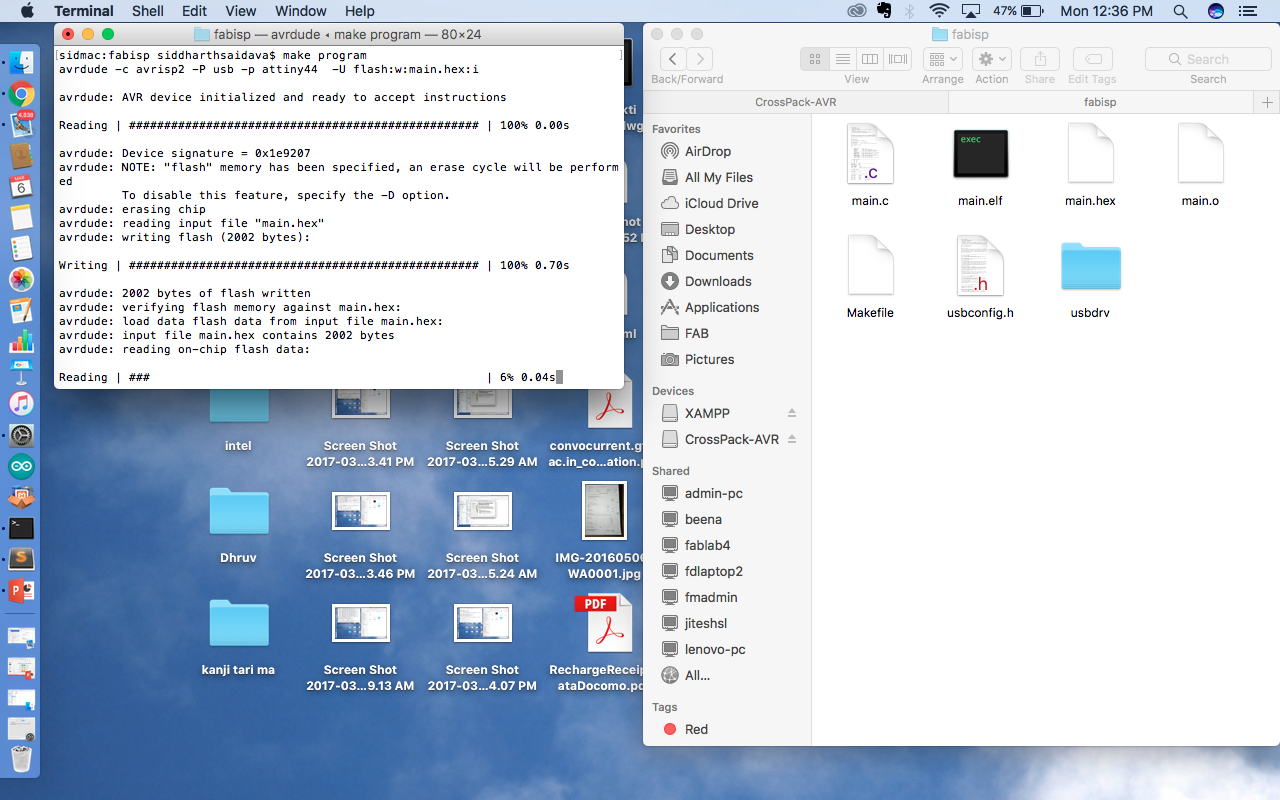 Terminal Shell Edit View Window Help
47% Mon 12:36 PM
fabisp — avrdude ◂ make program — 80×24
[sidmac:fabisp siddharthsaidava$ make program ]
avrdude -c avrisp2 -P usb -p attiny44  -U flash:w:main.hex:i
avrdude: AVR device initialized and ready to accept instructions
Reading | ################################################## | 100% 0.00s
avrdude: Device signature = 0x1e9207
avrdude: NOTE: "flash" memory has been specified, an erase cycle will be perform
ed
To disable this feature, specify the -D option.
avrdude: erasing chip
avrdude: reading input file "main.hex"
avrdude: writing flash (2002 bytes):
Writing | ################################################## | 100% 0.70s
avrdude: 2002 bytes of flash written
avrdude: verifying flash memory against main.hex:
avrdude: load data flash data from input file main.hex:
avrdude: input file main.hex contains 2002 bytes
avrdude: reading on-chip flash data:
Reading | ### | 6% 0.04s
fabisp
Back/Forward View Arrange Action Share Edit Tags Search
Search
CrossPack-AVR fabisp
Favorites
AirDrop
All My Files
iCloud Drive
Desktop
Documents
Downloads
Applications
FAB
Pictures
Devices
XAMPP
CrossPack-AVR
Shared
admin-pc
beena
fablab4
fdlaptop2
fmadmin
jiteshsl
lenovo-pc
All...
Tags
Red
.C
exec
main.c main.elf main.hex main.o
.h
Makefile usbconfig.h usbdrv
4,838
MAR
6
intel
Screen Shot
2017-03...3.41 PM
Screen Shot
2017-03...5.29 AM
convocurrent.g
ac.in_co...ation.
Dhruv
Screen Shot
2017-03...3.46 PM
Screen Shot
2017-03...5.24 AM
IMG-2016050
WA0001.jpg
kanji tari ma
Screen Shot
2017-03...9.13 AM
Screen Shot
2017-03...4.07 PM
PDF
RechargeReceip
ataDocomo.pd